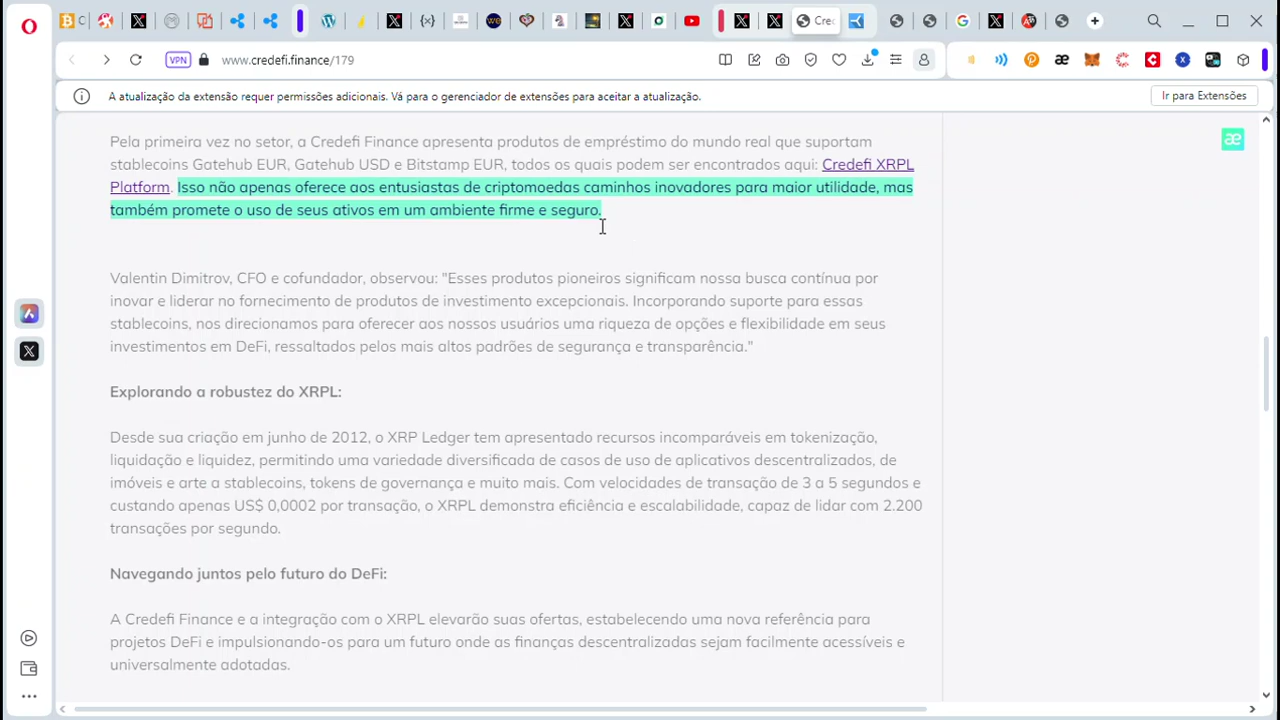 Cre
VPN
www.credefi.finance/179
A atualização da extensão requer permissões adicionais. Vá para o gerenciador de extensões para aceitar a atualização.
Ir para Extensões
Pela primeira vez no setor, a Credefi Finance apresenta produtos de empréstimo do mundo real que suportam
stablecoins Gatehub EUR, Gatehub USD e Bitstamp EUR, todos os quais podem ser encontrados aqui: Credefi XRPL
Platform. Isso não apenas oferece aos entusiastas de criptomoedas caminhos inovadores para maior utilidade, mas
também promete o uso de seus ativos em um ambiente firme e seguro.
Valentin Dimitrov, CFO e cofundador, observou: "Esses produtos pioneiros significam nossa busca contínua por
inovar e liderar no fornecimento de produtos de investimento excepcionais. Incorporando suporte para essas
stablecoins, nos direcionamos para oferecer aos nossos usuários uma riqueza de opções e flexibilidade em seus
investimentos em DeFi, ressaltados pelos mais altos padrões de segurança e transparência."
Explorando a robustez do XRPL:
Desde sua criação em junho de 2012, o XRP Ledger tem apresentado recursos incomparáveis em tokenização,
liquidação e liquidez, permitindo uma variedade diversificada de casos de uso de aplicativos descentralizados, de
imóveis e arte a stablecoins, tokens de governança e muito mais. Com velocidades de transação de 3 a 5 segundos e
custando apenas US$ 0,0002 por transação, o XRPL demonstra eficiência e escalabilidade, capaz de lidar com 2.200
transações por segundo.
Navegando juntos pelo futuro do DeFi:
A Credefi Finance e a integração com o XRPL elevarão suas ofertas, estabelecendo uma nova referência para
projetos DeFi e impulsionando-os para um futuro onde as finanças descentralizadas sejam facilmente acessíveis e
universalmente adotadas.